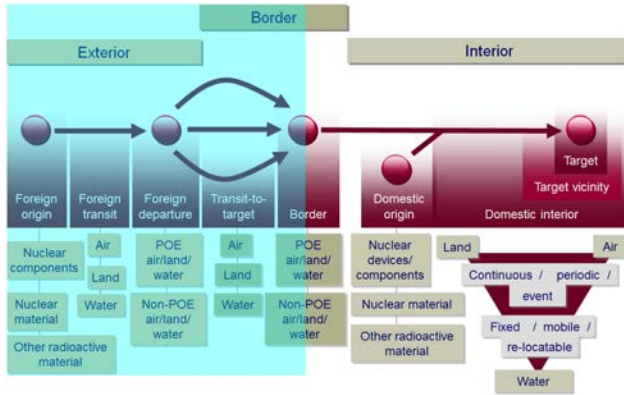 Border
Exterior
Interior
Target
Target vicinity
Foreign
origin
Foreign
transit
Foreign
departure
Transit-to-
target
Border
Domestic
origin
Domestic interior
Nuclear
components
Nuclear
material
Other radioactive
material
Air
Land
Water
POE
air/land/
water
Non-POE
air/land/
water
Air
Land
Water
POE
air/land/
water
Non-POE
air/land/
water
Nuclear
devices/
components
Nuclear material
Other radioactive
material
Land
Air
Continuous / periodic /
event
Fixed / mobile /
re-locatable
Water